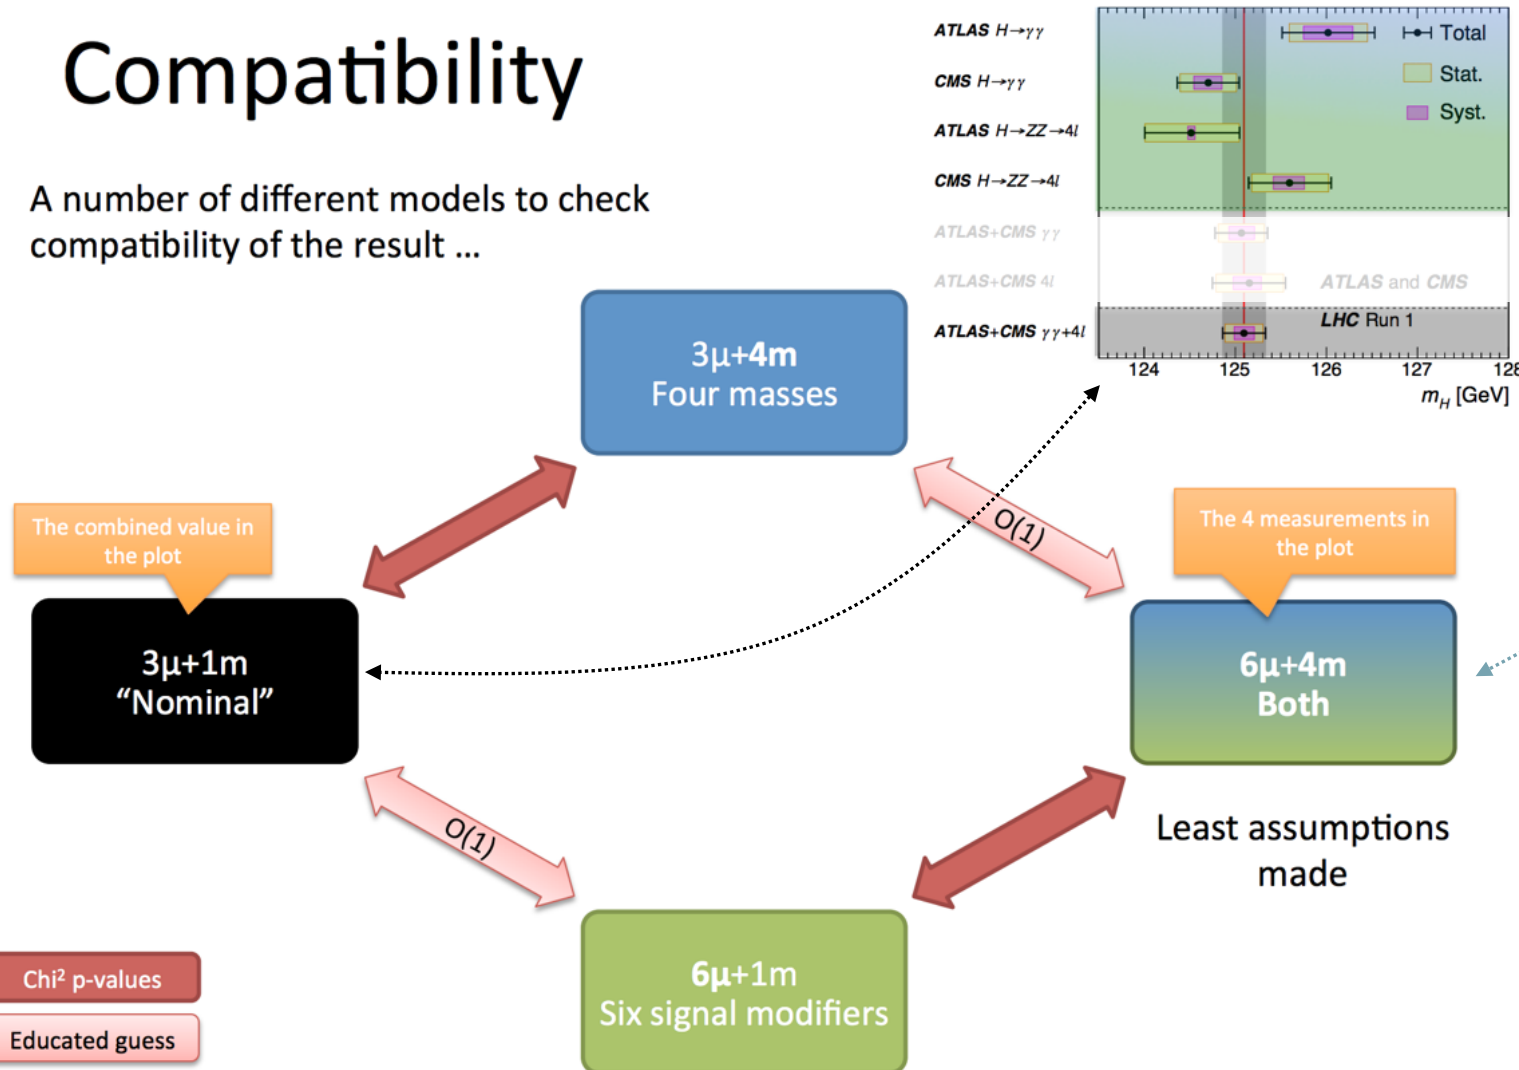 Compatibility
A number of different models to check
compatibility of the result ...
ATLAS H→γγ
CMS H→γγ
ATLAS H→ZZ→4l
CMS H→ZZ→4l
ATLAS+CMS γγ
ATLAS+CMS 4l
ATLAS+CMS γγ+4l
Total
Stat.
Syst.
ATLAS and CMS
LHC Run 1
124 125 126 127 128
mH [GeV]
3μ+4m
Four masses
O(1)
The combined value in
the plot
The 4 measurements in
the plot
3μ+1m
“Nominal”
6μ+4m
Both
Least assumptions
made
O(1)
6μ+1m
Six signal modifiers
Chi² p-values
Educated guess